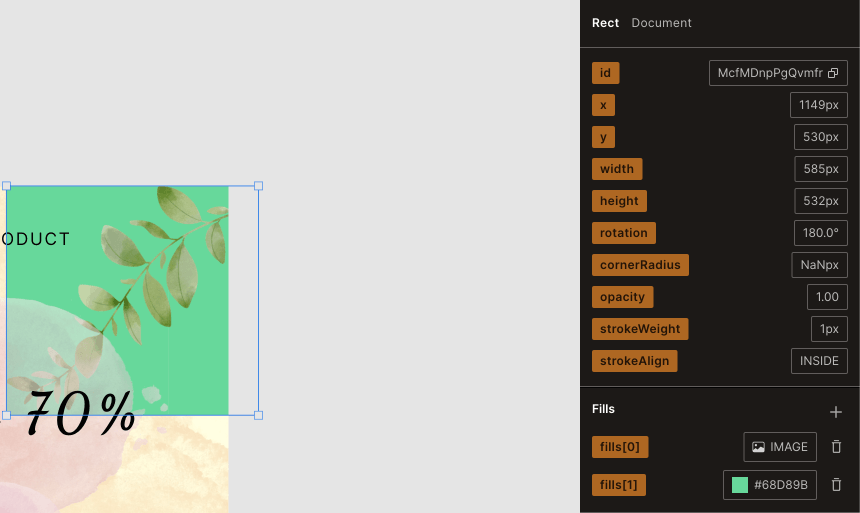 Rect Document
id McfMDnpPgQvmfr
x 1149px
y 530px
width 585px
height 532px
rotation 180.0°
cornerRadius NaNpx
opacity 1.00
strokeWeight 1px
strokeAlign INSIDE
Fills
fills[0] IMAGE
fills[1] #68D89B
ODUCT
70%